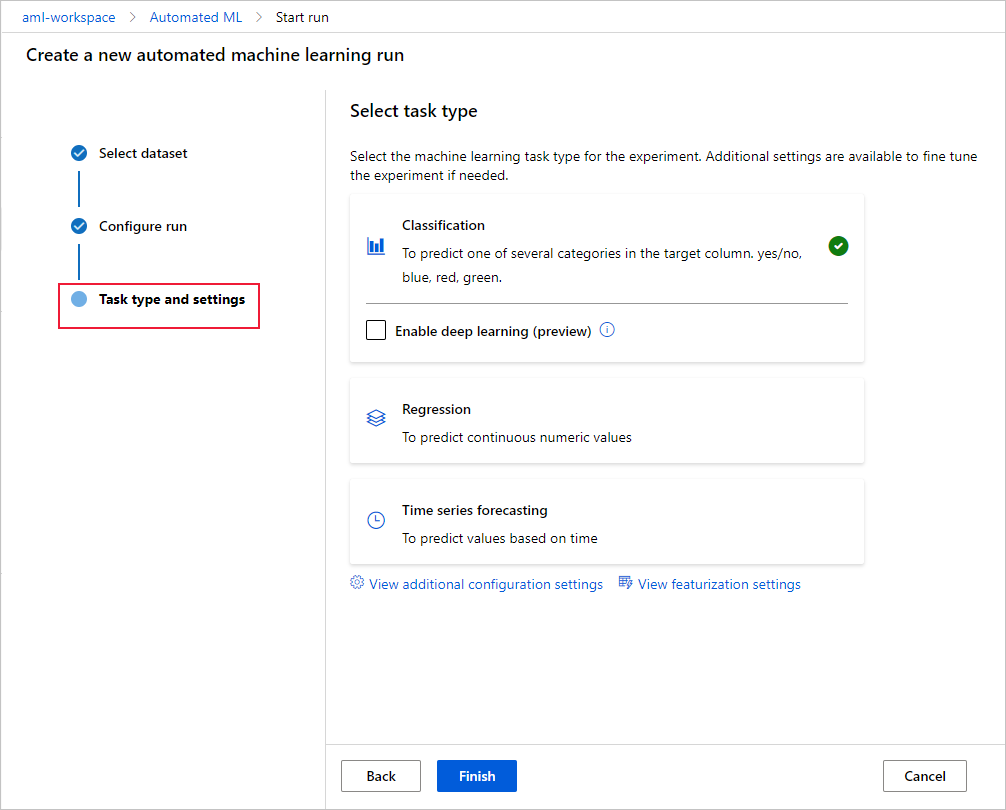 aml-workspace > Automated ML > Start run
Create a new automated machine learning run
Select dataset
Configure run
Task type and settings
Select task type
Select the machine learning task type for the experiment. Additional settings are available to fine tune
the experiment if needed.
Classification
To predict one of several categories in the target column. yes/no,
blue, red, green.
Enable deep learning (preview)
Regression
To predict continuous numeric values
Time series forecasting
To predict values based on time
View additional configuration settings View featurization settings
Back Finish Cancel